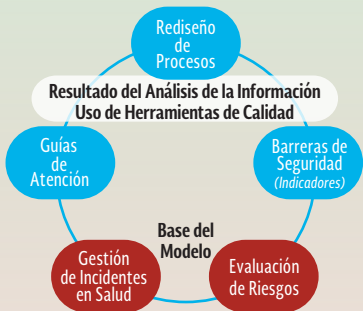 Rediseño
de
Procesos
Resultado del Análisis de la Información
Uso de Herramientas de Calidad
Guías
de
Atención
Barreras de
Seguridad
(Indicadores)
Base del
Modelo
Gestión
de Incidentes
en Salud
Evaluación
de Riesgos